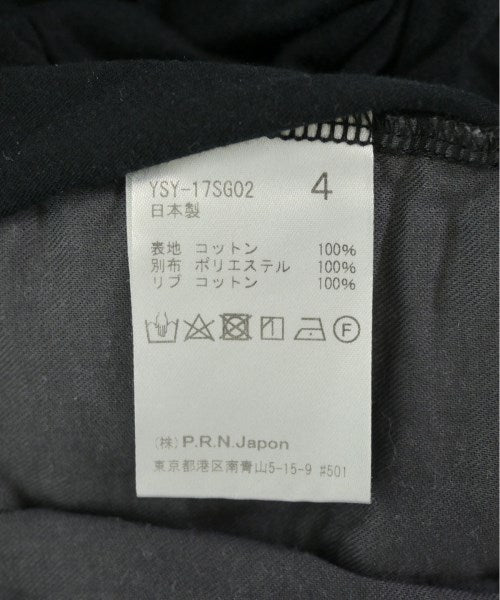 YSY-17SG02 4
日本製
表地 コットン 100%
別布 ポリエステル 100%
リブ コットン 100%
F
(株) P.R.N.Japon
東京都港区南青山5-15-9 #501